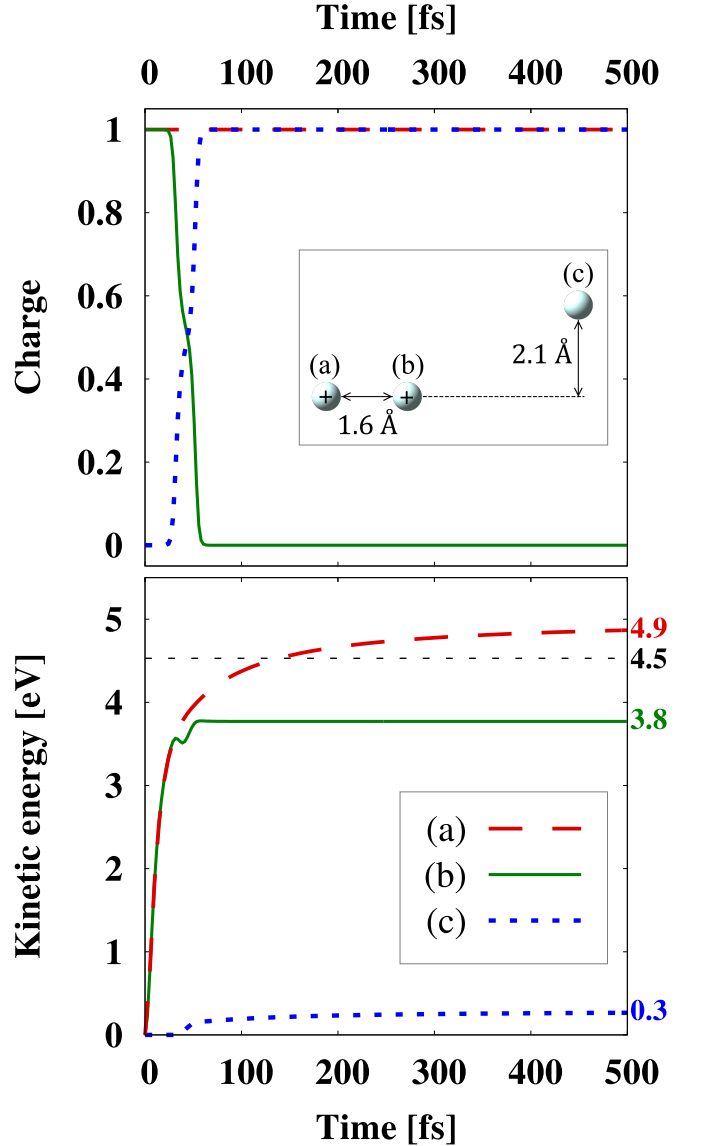 Time [fs]
0 100 200 300 400 500
1
0.8
0.6
0.4
0.2
0
Charge
(c)
2.1 Å
(a) (b)
+ +
1.6 Å
5
4
3
2
1
0
Kinetic energy [eV]
4.9
4.5
3.8
(a)
(b)
(c)
0.3
0 100 200 300 400 500
Time [fs]